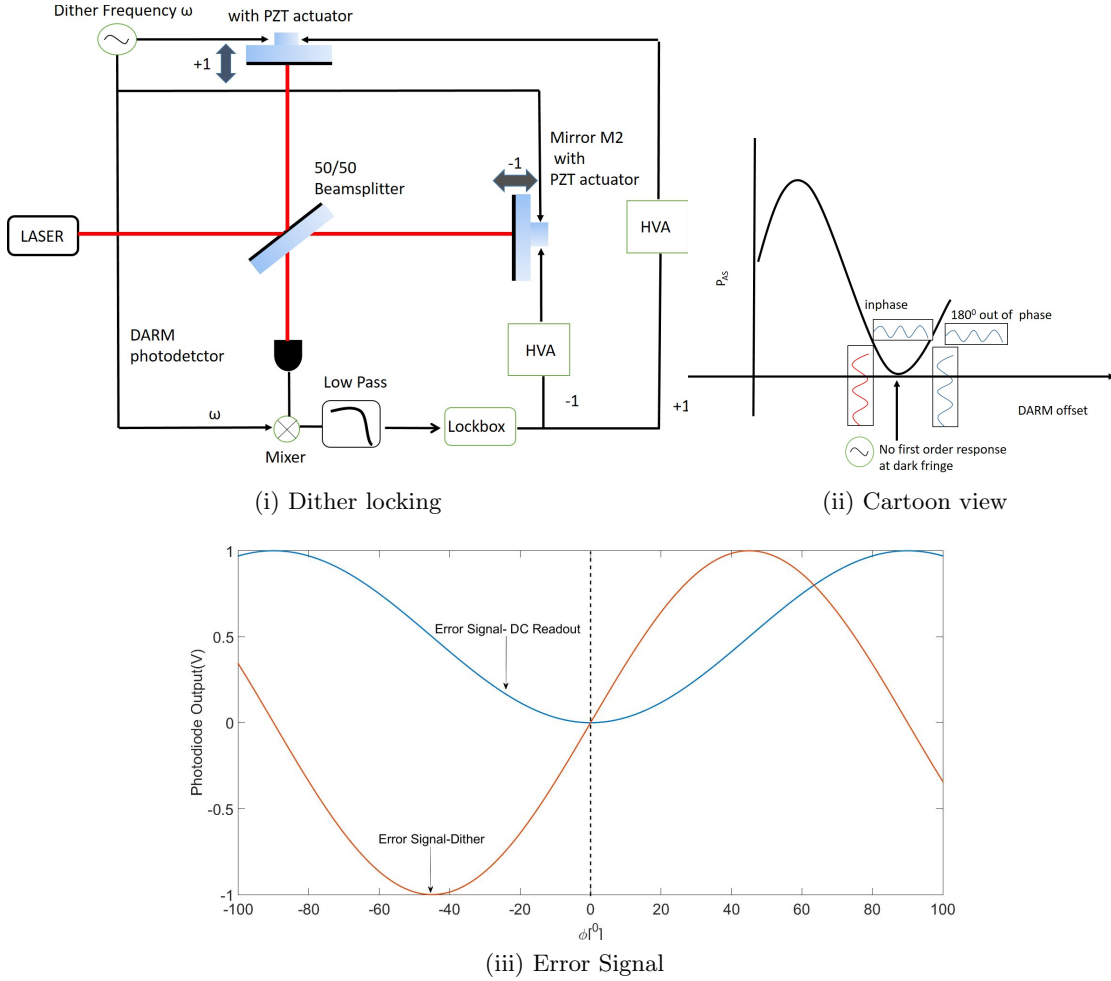 Dither Frequency ω
with PZT actuator
+1
Mirror M2
with
PZT actuator
-1
50/50
Beamsplitter
LASER
HVA
DARM
photodetctor
HVA
Low Pass
ω
Lockbox
-1
+1
Mixer
(i) Dither locking
P_AS
inphase
180⁰ out of phase
DARM offset
No first order response
at dark fringe
(ii) Cartoon view
Photodiode Output(V)
1
0.5
0
-0.5
-1
Error Signal- DC Readout
Error Signal-Dither
-100 -80 -60 -40 -20 0 20 40 60 80 100
ϕ[⁰]
(iii) Error Signal